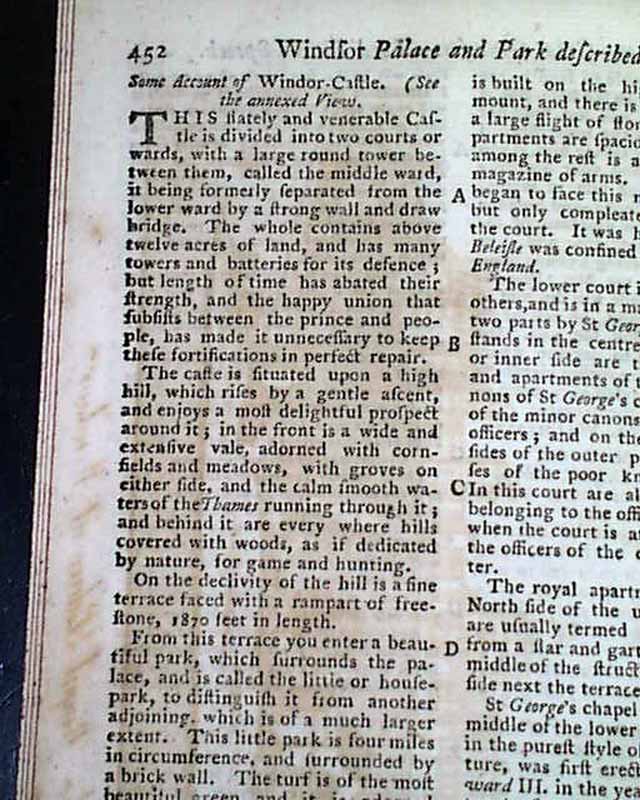 452 Windſor Palace and Park deſcribed
Some Account of Windor-Caſtle. (See
the annexed View.
THIS ſtately and venerable Caſ-
tle is divided into two courts or
wards, with a large round tower be-
tween them, called the middle ward,
it being formerly ſeparated from the
lower ward by a ſtrong wall and draw
bridge. The whole contains above
twelve acres of land, and has many
towers and batteries for its defence ;
but length of time has abated their
ſtrength, and the happy union that
ſubſiſts between the prince and peo-
ple, has made it unneceſſary to keep
theſe fortifications in perfect repair.
The caſtle is ſituated upon a high
hill, which riſes by a gentle aſcent,
and enjoys a moſt delightful proſpect
around it ; in the front is a wide and
extenſive vale, adorned with corn-
fields and meadows, with groves on
either ſide, and the calm ſmooth wa-
ters of the Thames running through it ;
and behind it are every where hills
covered with woods, as if dedicated
by nature, for game and hunting.
On the declivity of the hill is a fine
terrace faced with a rampart of free-
ſtone, 1870 feet in length.
From this terrace you enter a beau-
tiful park, which ſurrounds the pa-
lace, and is called the little or houſe-
park, to diſtinguiſh it from another
adjoining, which is of a much larger
extent. This little park is four miles
in circumference, and ſurrounded by
a brick wall. The turf is of the moſt
beautiful green, and it is
is built on the
mount, and there is
a large flight of
partments are
among the reſt is a
magazine of arms.
A began to face this
but only
the court. It was
Beleiſle was confined
England.
The lower court
others, and is in a
two parts by St
B ſtands in the centre
or inner ſide are
and apartments of
nons of St George's
of the minor canons
officers ; and on the
ſides of the outer
ſes of the poor
C In this court are
belonging to the
when the court is
the officers of the
ter.
The royal
North ſide of the
are uſually termed
D from a ſtar and
middle of the
ſide next the terrace
St George's chapel
middle of the lower
in the pureſt ſtyle
ture, was firſt
ward III. in the